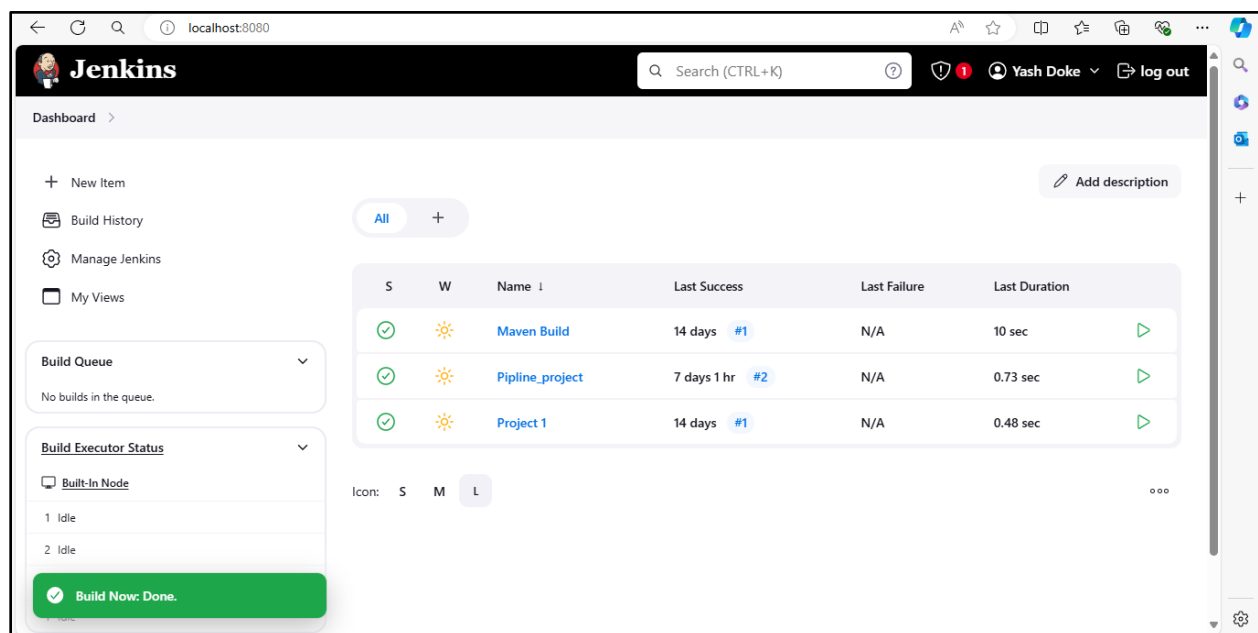 localhost:8080
Jenkins
Search (CTRL+K)
1
Yash Doke
log out
Dashboard
New Item
Build History
Manage Jenkins
My Views
Add description
All
S W Name ↓ Last Success Last Failure Last Duration
Maven Build 14 days #1 N/A 10 sec
Pipline_project 7 days 1 hr #2 N/A 0.73 sec
Project 1 14 days #1 N/A 0.48 sec
Icon: S M L
Build Queue
No builds in the queue.
Build Executor Status
Built-In Node
1 Idle
2 Idle
Build Now: Done.